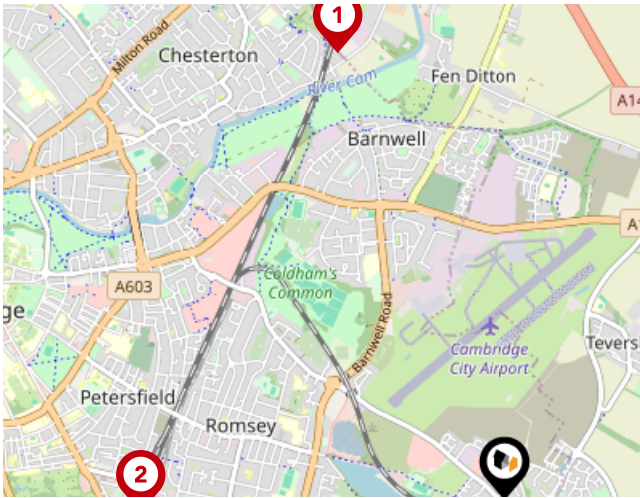 1
Milton Road
Chesterton
River Cam
Fen Ditton
A14
Barnwell
A1
A603
Coldham's
Common
ge
Barnwell Road
Cambridge
City Airport
Tevers
Petersfield
Romsey
2